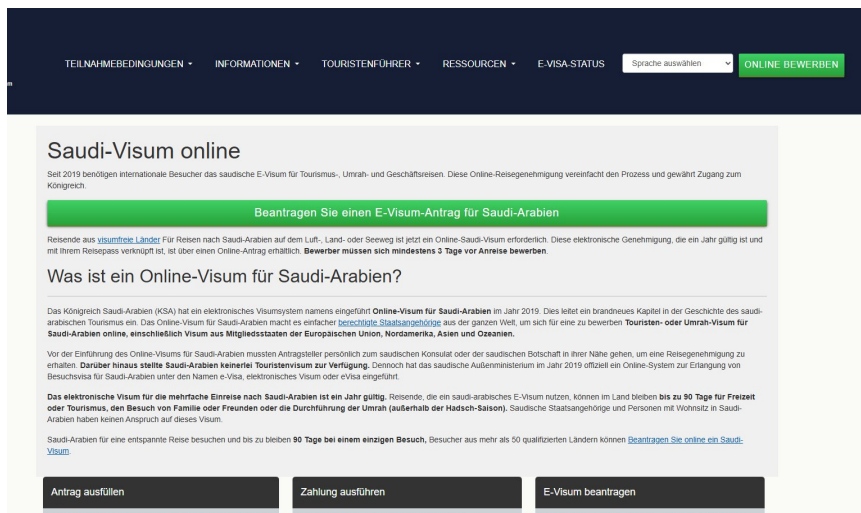 TEILNAHMEBEDINGUNGEN INFORMATIONEN TOURISTENFÜHRER RESSOURCEN E-VISA-STATUS Sprache auswählen ONLINE BEWERBEN
m
Saudi-Visum online
Seit 2019 benötigen internationale Besucher das saudische E-Visum für Tourismus-, Umrah- und Geschäftsreisen. Diese Online-Reisegenehmigung vereinfacht den Prozess und gewährt Zugang zum
Königreich.
Beantragen Sie einen E-Visum-Antrag für Saudi-Arabien
Reisende aus visumfreie Länder Für Reisen nach Saudi-Arabien auf dem Luft-, Land- oder Seeweg ist jetzt ein Online-Saudi-Visum erforderlich. Diese elektronische Genehmigung, die ein Jahr gültig ist und
mit Ihrem Reisepass verknüpft ist, ist über einen Online-Antrag erhältlich. Bewerber müssen sich mindestens 3 Tage vor Anreise bewerben.
Was ist ein Online-Visum für Saudi-Arabien?
Das Königreich Saudi-Arabien (KSA) hat ein elektronisches Visumsystem namens eingeführt Online-Visum für Saudi-Arabien im Jahr 2019. Dies leitet ein brandneues Kapitel in der Geschichte des saudi-
arabischen Tourismus ein. Das Online-Visum für Saudi-Arabien macht es einfacher berechtigte Staatsangehörige aus der ganzen Welt, um sich für eine zu bewerben Touristen- oder Umrah-Visum für
Saudi-Arabien online, einschließlich Visum aus Mitgliedsstaaten der Europäischen Union, Nordamerika, Asien und Ozeanien.
Vor der Einführung des Online-Visums für Saudi-Arabien mussten Antragsteller persönlich zum saudischen Konsulat oder der saudischen Botschaft in ihrer Nähe gehen, um eine Reisegenehmigung zu
erhalten. Darüber hinaus stellte Saudi-Arabien keinerlei Touristenvisum zur Verfügung. Dennoch hat das saudische Außenministerium im Jahr 2019 offiziell ein Online-System zur Erlangung von
Besuchsvisa für Saudi-Arabien unter den Namen e-Visa, elektronisches Visum oder eVisa eingeführt.
Das elektronische Visum für die mehrfache Einreise nach Saudi-Arabien ist ein Jahr gültig. Reisende, die ein saudi-arabisches E-Visum nutzen, können im Land bleiben bis zu 90 Tage für Freizeit
oder Tourismus, den Besuch von Familie oder Freunden oder die Durchführung der Umrah (außerhalb der Hadsch-Saison). Saudische Staatsangehörige und Personen mit Wohnsitz in Saudi-
Arabien haben keinen Anspruch auf dieses Visum.
Saudi-Arabien für eine entspannte Reise besuchen und bis zu bleiben 90 Tage bei einem einzigen Besuch, Besucher aus mehr als 50 qualifizierten Ländern können Beantragen Sie online ein Saudi-
Visum.
Antrag ausfüllen Zahlung ausführen E-Visum beantragen